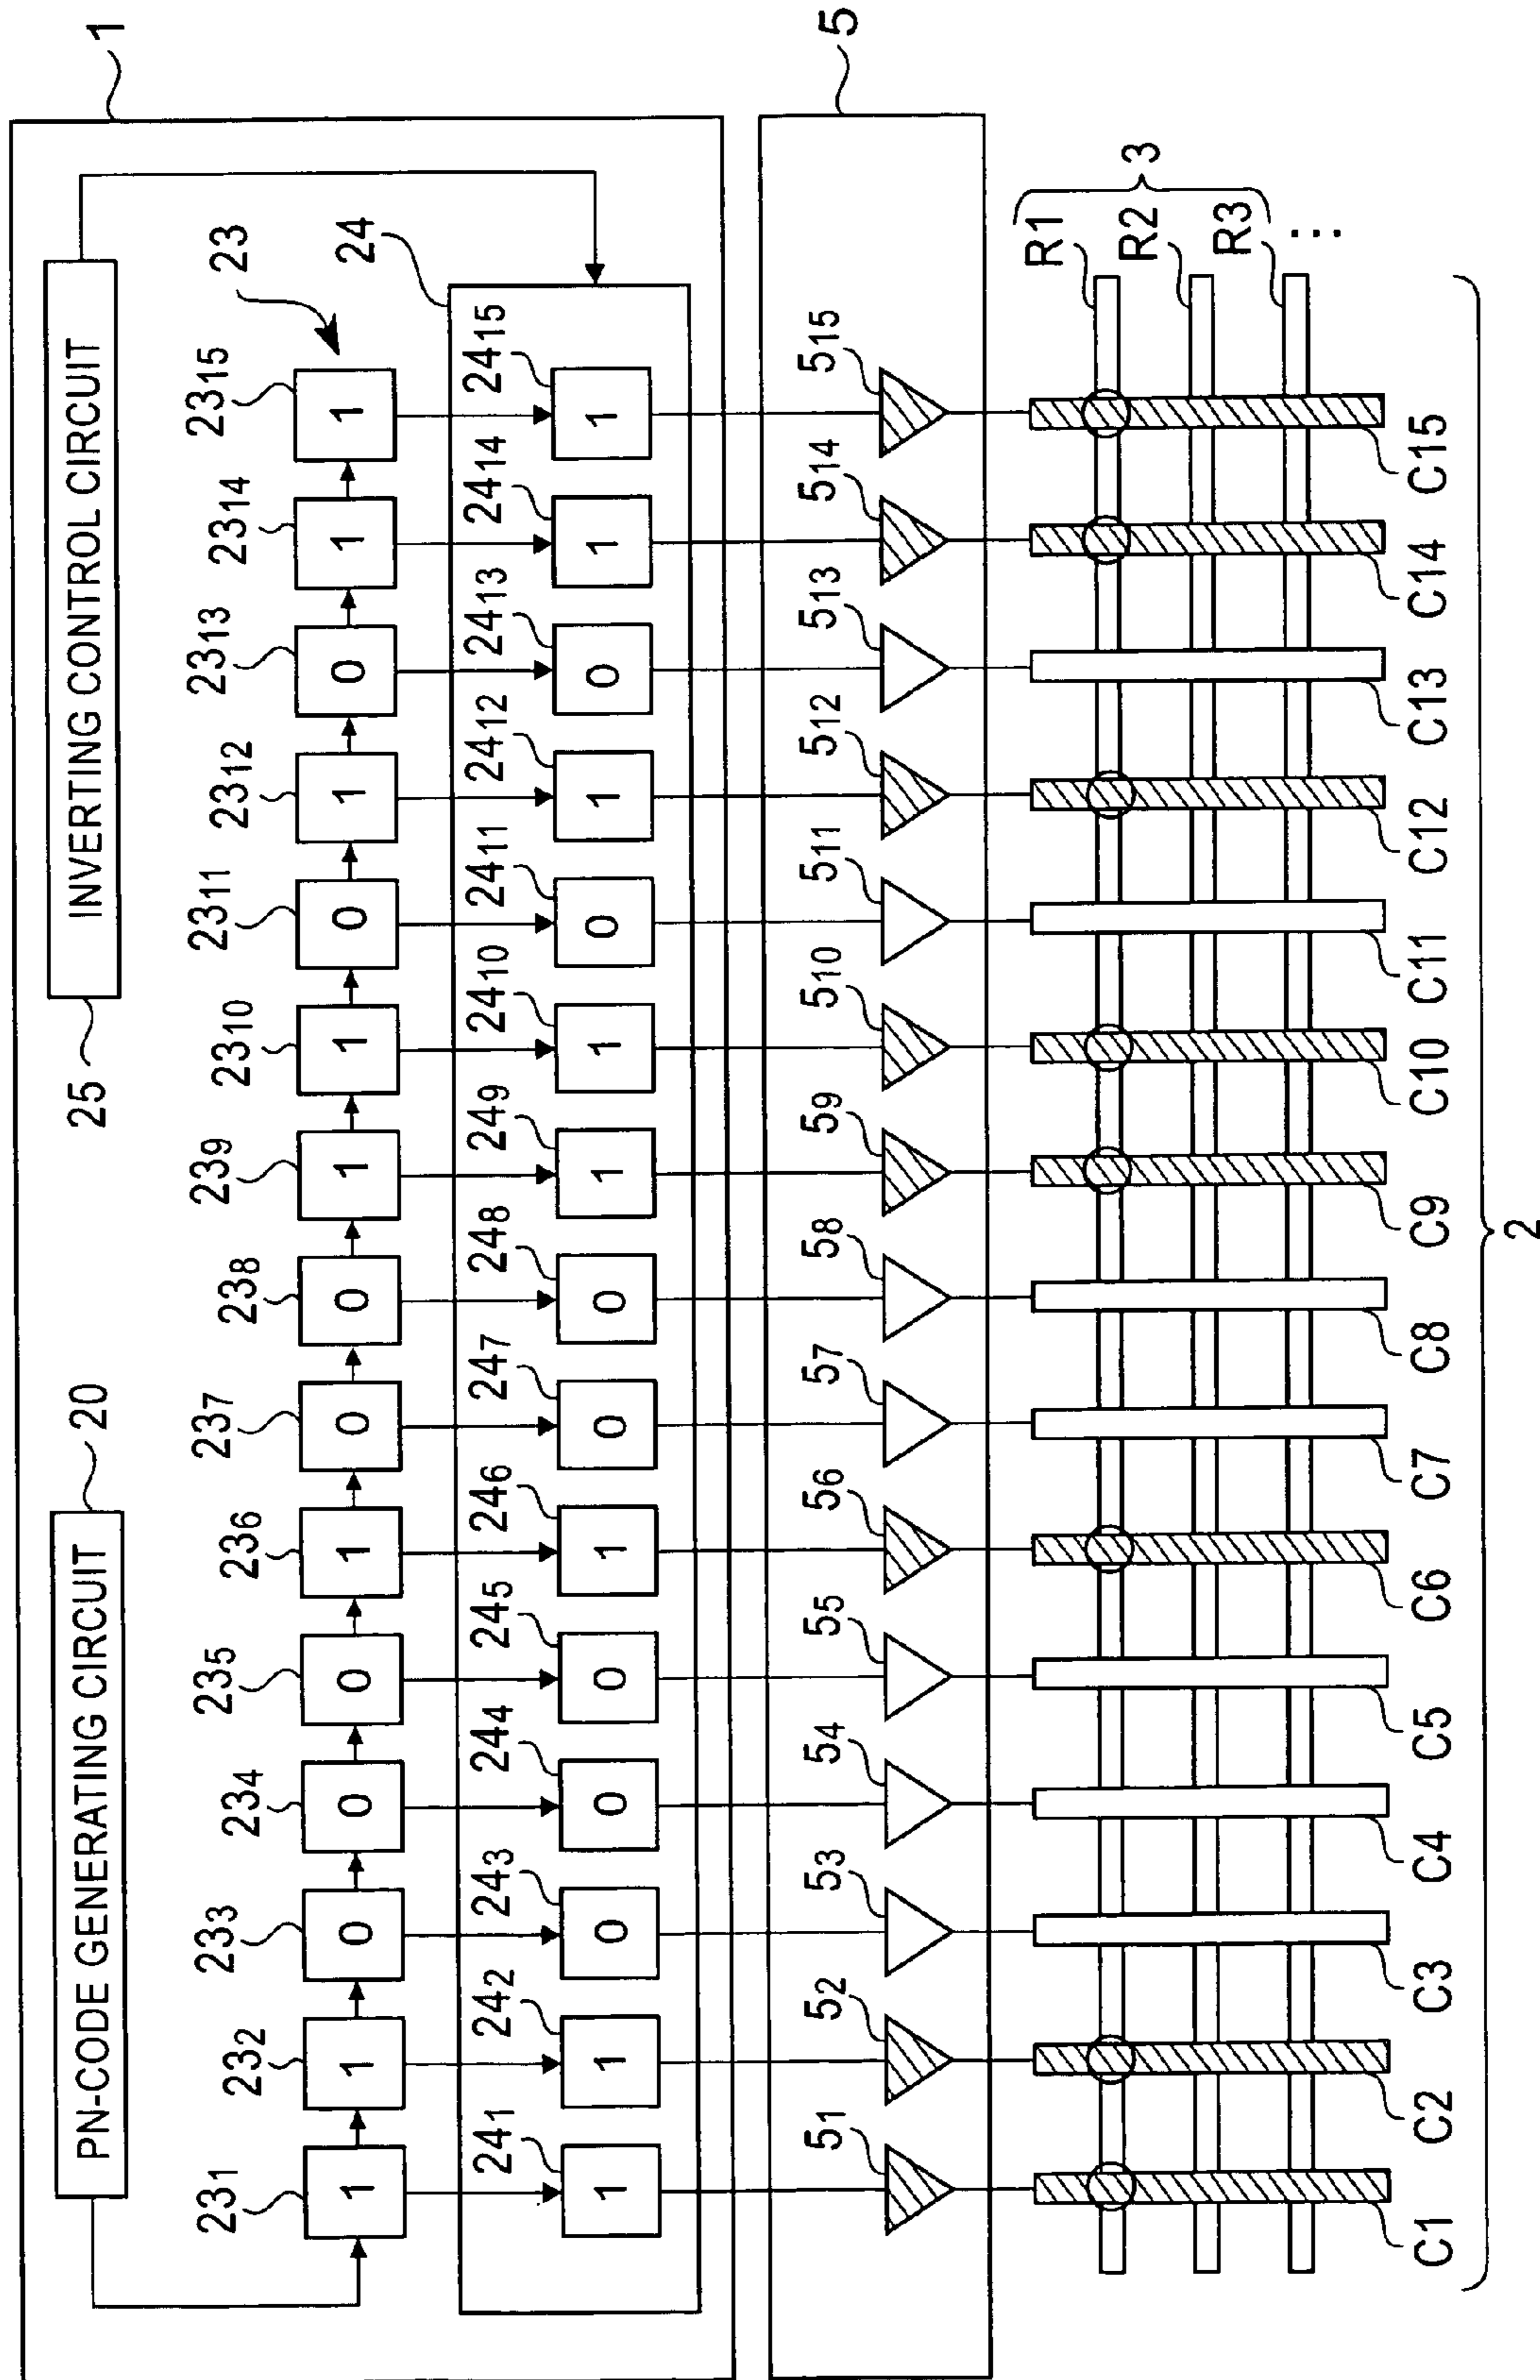 PN-CODE GENERATING CIRCUIT 20
25 INVERTING CONTROL CIRCUIT
1
23
23₁ 23₂ 23₃ 23₄ 23₅ 23₆ 23₇ 23₈ 23₉ 23₁₀ 23₁₁ 23₁₂ 23₁₃ 23₁₄ 23₁₅
1 1 0 0 0 1 0 0 1 1 0 1 0 1 1
24
24₁ 24₂ 24₃ 24₄ 24₅ 24₆ 24₇ 24₈ 24₉ 24₁₀ 24₁₁ 24₁₂ 24₁₃ 24₁₄ 24₁₅
1 1 0 0 0 1 0 0 1 1 0 1 0 1 1
5
5₁ 5₂ 5₃ 5₄ 5₅ 5₆ 5₇ 5₈ 5₉ 5₁₀ 5₁₁ 5₁₂ 5₁₃ 5₁₄ 5₁₅
R1
R2
R3
...
3
C1 C2 C3 C4 C5 C6 C7 C8 C9 C10 C11 C12 C13 C14 C15
2